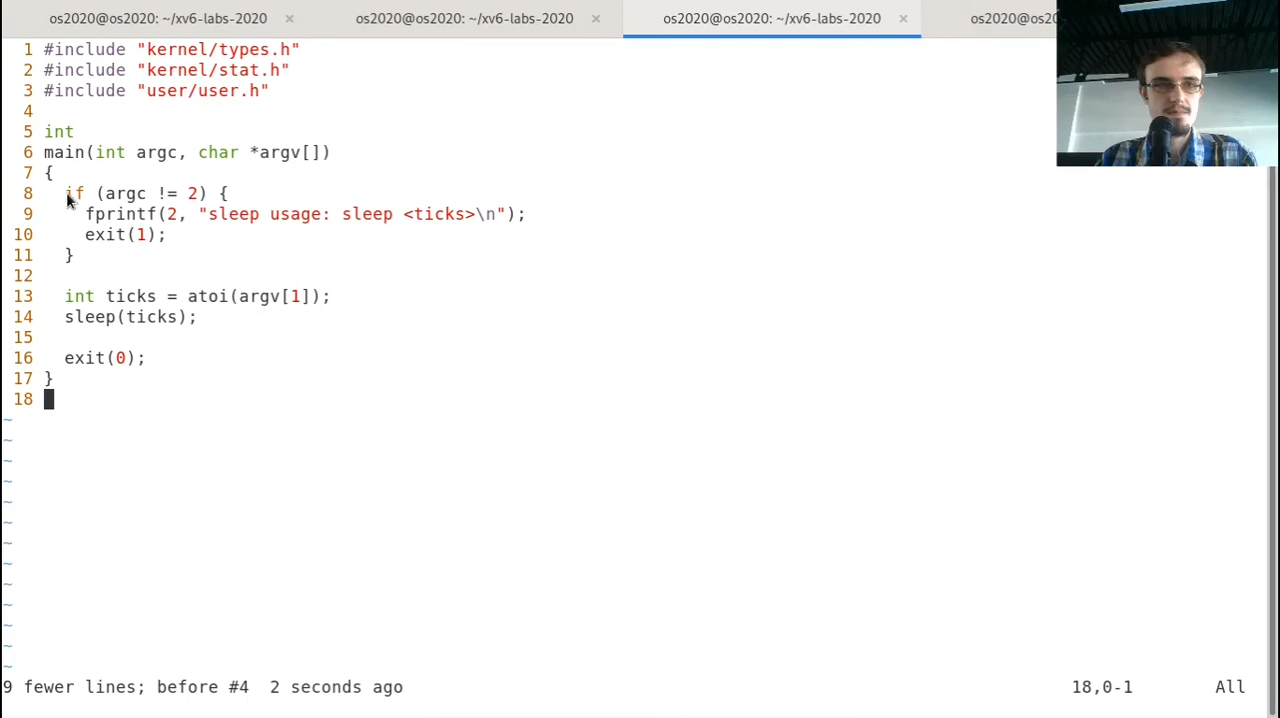 os2020@os2020: ~/xv6-labs-2020 × os2020@os2020: ~/xv6-labs-2020 × os2020@os2020: ~/xv6-labs-2020 × os2020@os20
1 #include "kernel/types.h"
2 #include "kernel/stat.h"
3 #include "user/user.h"
4
5 int
6 main(int argc, char *argv[])
7 {
8   if (argc != 2) {
9     fprintf(2, "sleep usage: sleep <ticks>\n");
10     exit(1);
11   }
12
13   int ticks = atoi(argv[1]);
14   sleep(ticks);
15
16   exit(0);
17 }
18
~
~
~
~
~
~
~
~
~
~
~
~
~
9 fewer lines; before #4  2 seconds ago 18,0-1 All